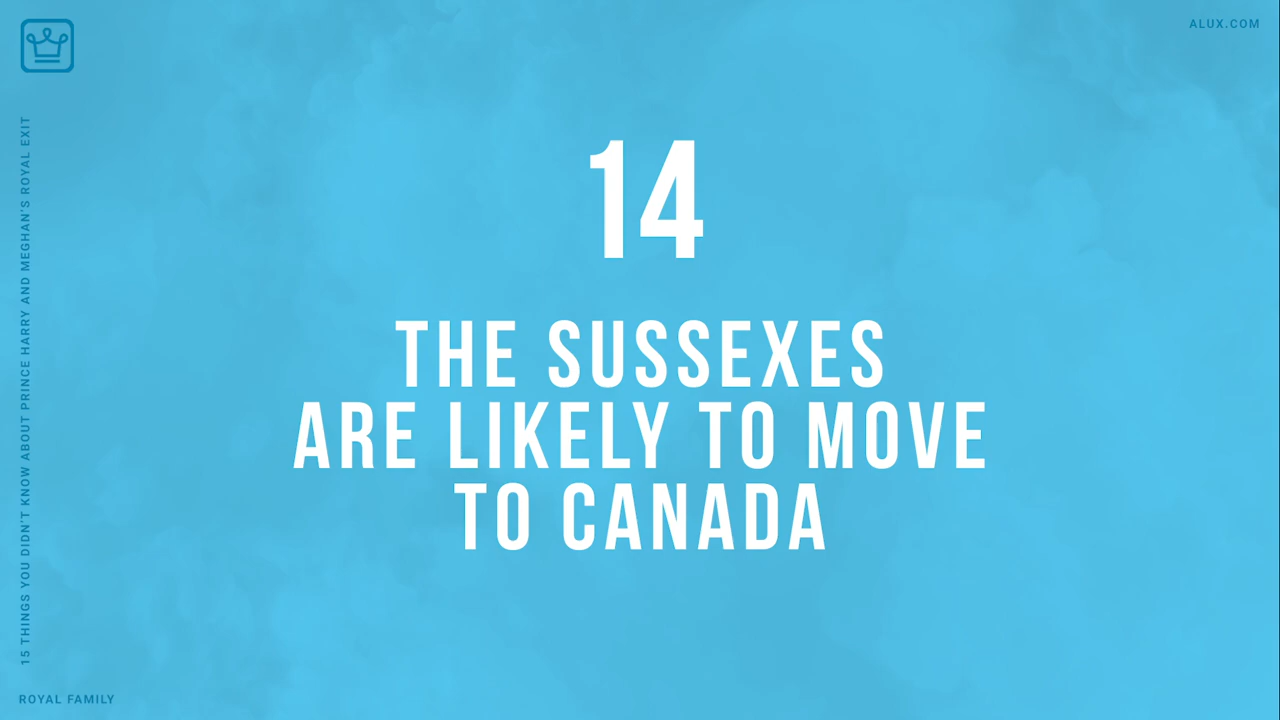 ALUX.COM
15 THINGS YOU DIDN'T KNOW ABOUT PRINCE HARRY AND MEGHAN'S ROYAL EXIT
14
THE SUSSEXES
ARE LIKELY TO MOVE
TO CANADA
ROYAL FAMILY